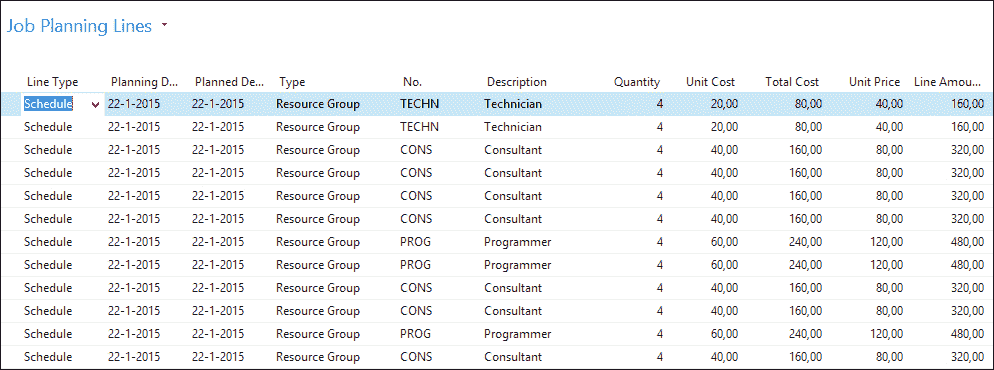 Job Planning Lines
Line Type Planning D... Planned De... Type No. Description Quantity Unit Cost Total Cost Unit Price Line Amou...
Schedule 22-1-2015 22-1-2015 Resource Group TECHN Technician 4 20,00 80,00 40,00 160,00
Schedule 22-1-2015 22-1-2015 Resource Group TECHN Technician 4 20,00 80,00 40,00 160,00
Schedule 22-1-2015 22-1-2015 Resource Group CONS Consultant 4 40,00 160,00 80,00 320,00
Schedule 22-1-2015 22-1-2015 Resource Group CONS Consultant 4 40,00 160,00 80,00 320,00
Schedule 22-1-2015 22-1-2015 Resource Group CONS Consultant 4 40,00 160,00 80,00 320,00
Schedule 22-1-2015 22-1-2015 Resource Group CONS Consultant 4 40,00 160,00 80,00 320,00
Schedule 22-1-2015 22-1-2015 Resource Group PROG Programmer 4 60,00 240,00 120,00 480,00
Schedule 22-1-2015 22-1-2015 Resource Group PROG Programmer 4 60,00 240,00 120,00 480,00
Schedule 22-1-2015 22-1-2015 Resource Group CONS Consultant 4 40,00 160,00 80,00 320,00
Schedule 22-1-2015 22-1-2015 Resource Group CONS Consultant 4 40,00 160,00 80,00 320,00
Schedule 22-1-2015 22-1-2015 Resource Group PROG Programmer 4 60,00 240,00 120,00 480,00
Schedule 22-1-2015 22-1-2015 Resource Group CONS Consultant 4 40,00 160,00 80,00 320,00